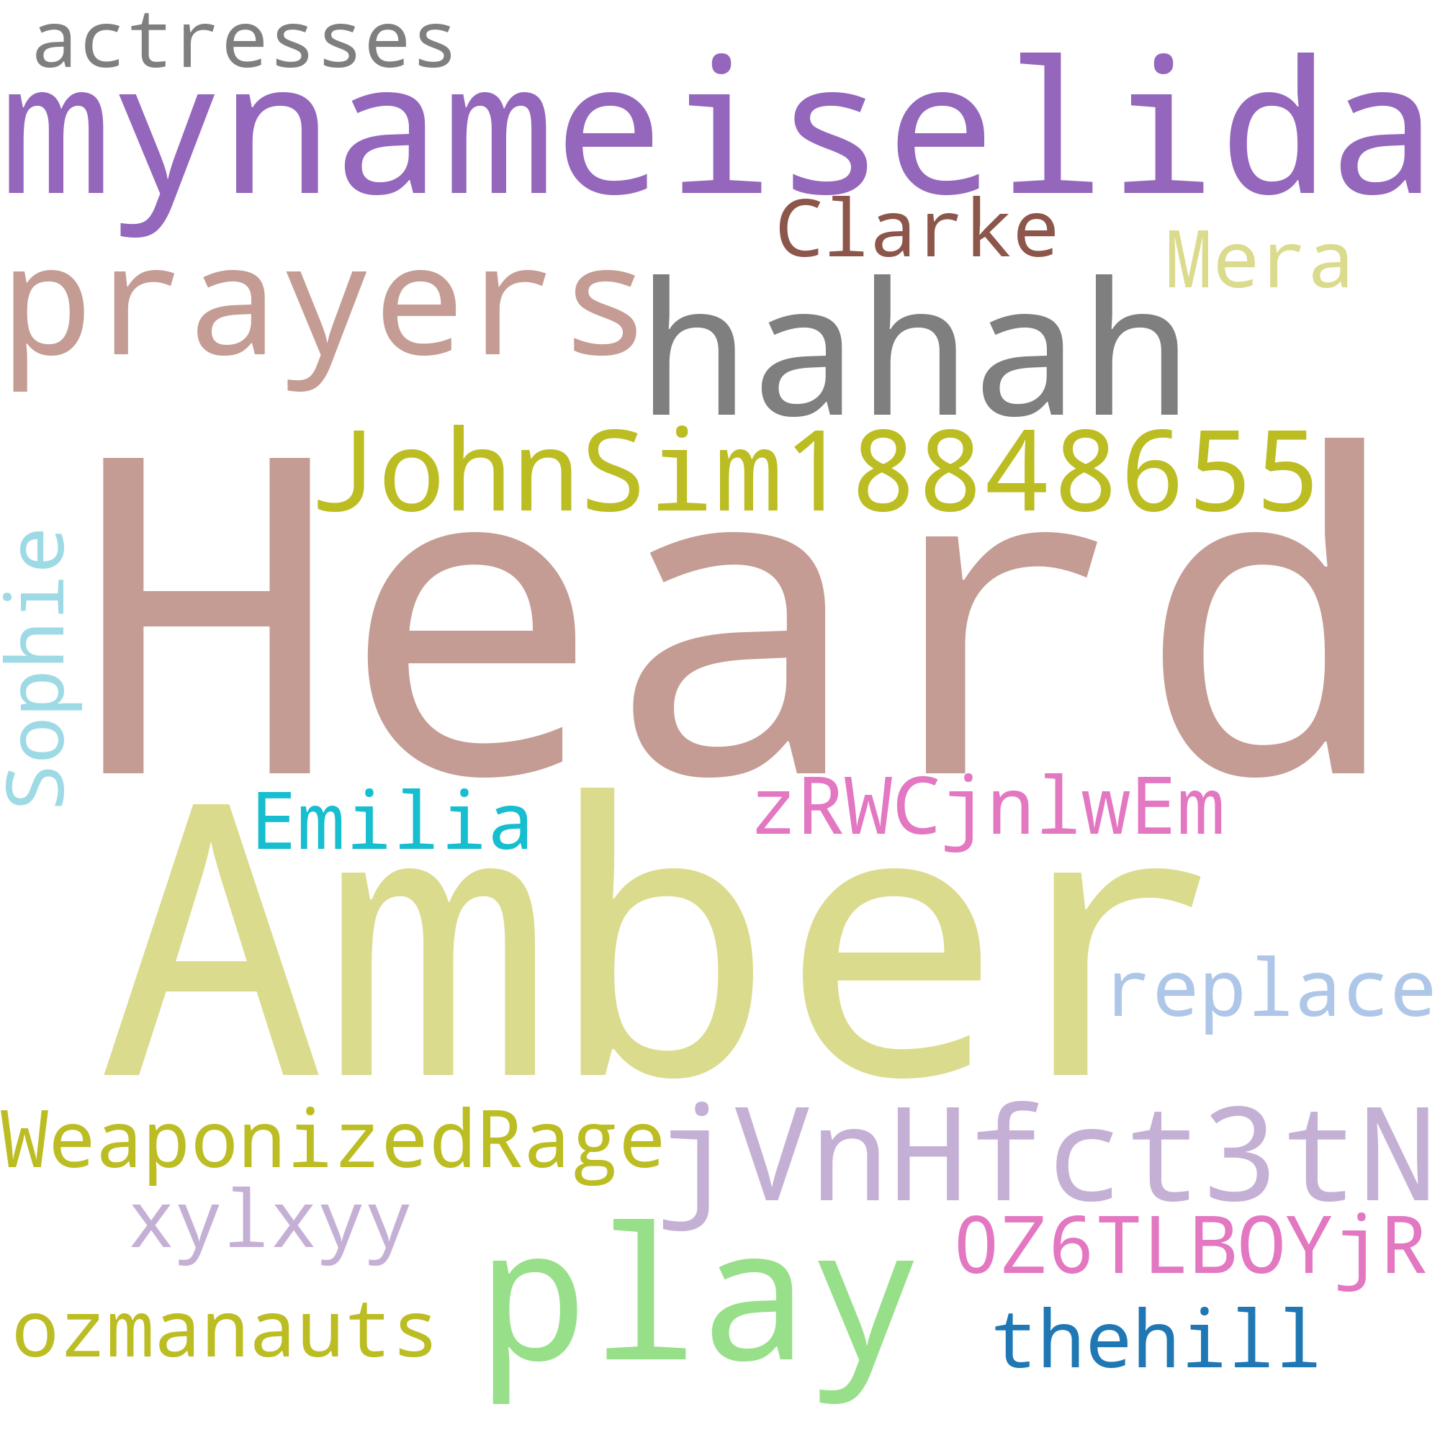 actresses
mynameiselida
Clarke
Mera
prayers
hahah
JohnSim18848655
Heard
Sophie
Emilia
zRWCjnlwEm
Amber
replace
WeaponizedRage
jVnHfct3tN
xylxyy
play
OZ6TLBOYjR
ozmanauts
thehill